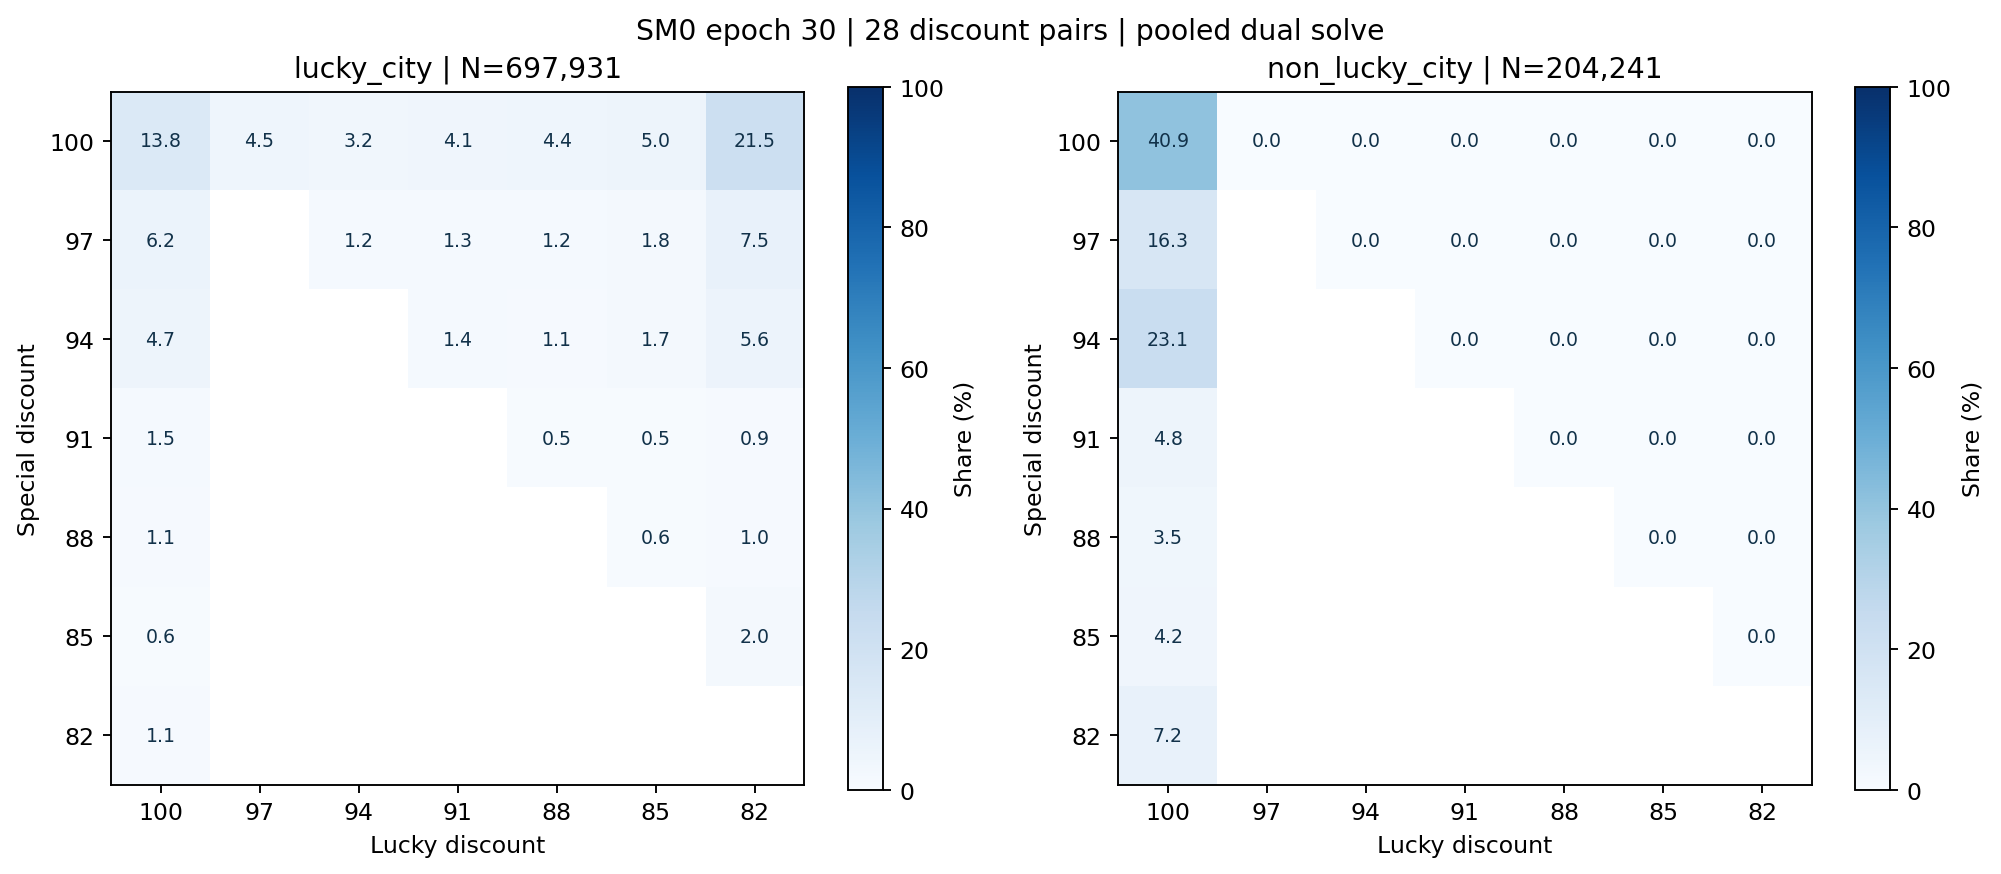 SM0 epoch 30 | 28 discount pairs | pooled dual solve
lucky_city | N=697,931
100 13.8 4.5 3.2 4.1 4.4 5.0 21.5
97 6.2 1.2 1.3 1.2 1.8 7.5
94 4.7 1.4 1.1 1.7 5.6
91 1.5 0.5 0.5 0.9
88 1.1 0.6 1.0
85 0.6 2.0
82 1.1
100 97 94 91 88 85 82
Special discount
Lucky discount
100
80
60
40
20
0
Share (%)
non_lucky_city | N=204,241
100 40.9 0.0 0.0 0.0 0.0 0.0 0.0
97 16.3 0.0 0.0 0.0 0.0 0.0
94 23.1 0.0 0.0 0.0 0.0
91 4.8 0.0 0.0 0.0
88 3.5 0.0 0.0
85 4.2 0.0
82 7.2
100 97 94 91 88 85 82
Special discount
Lucky discount
100
80
60
40
20
0
Share (%)